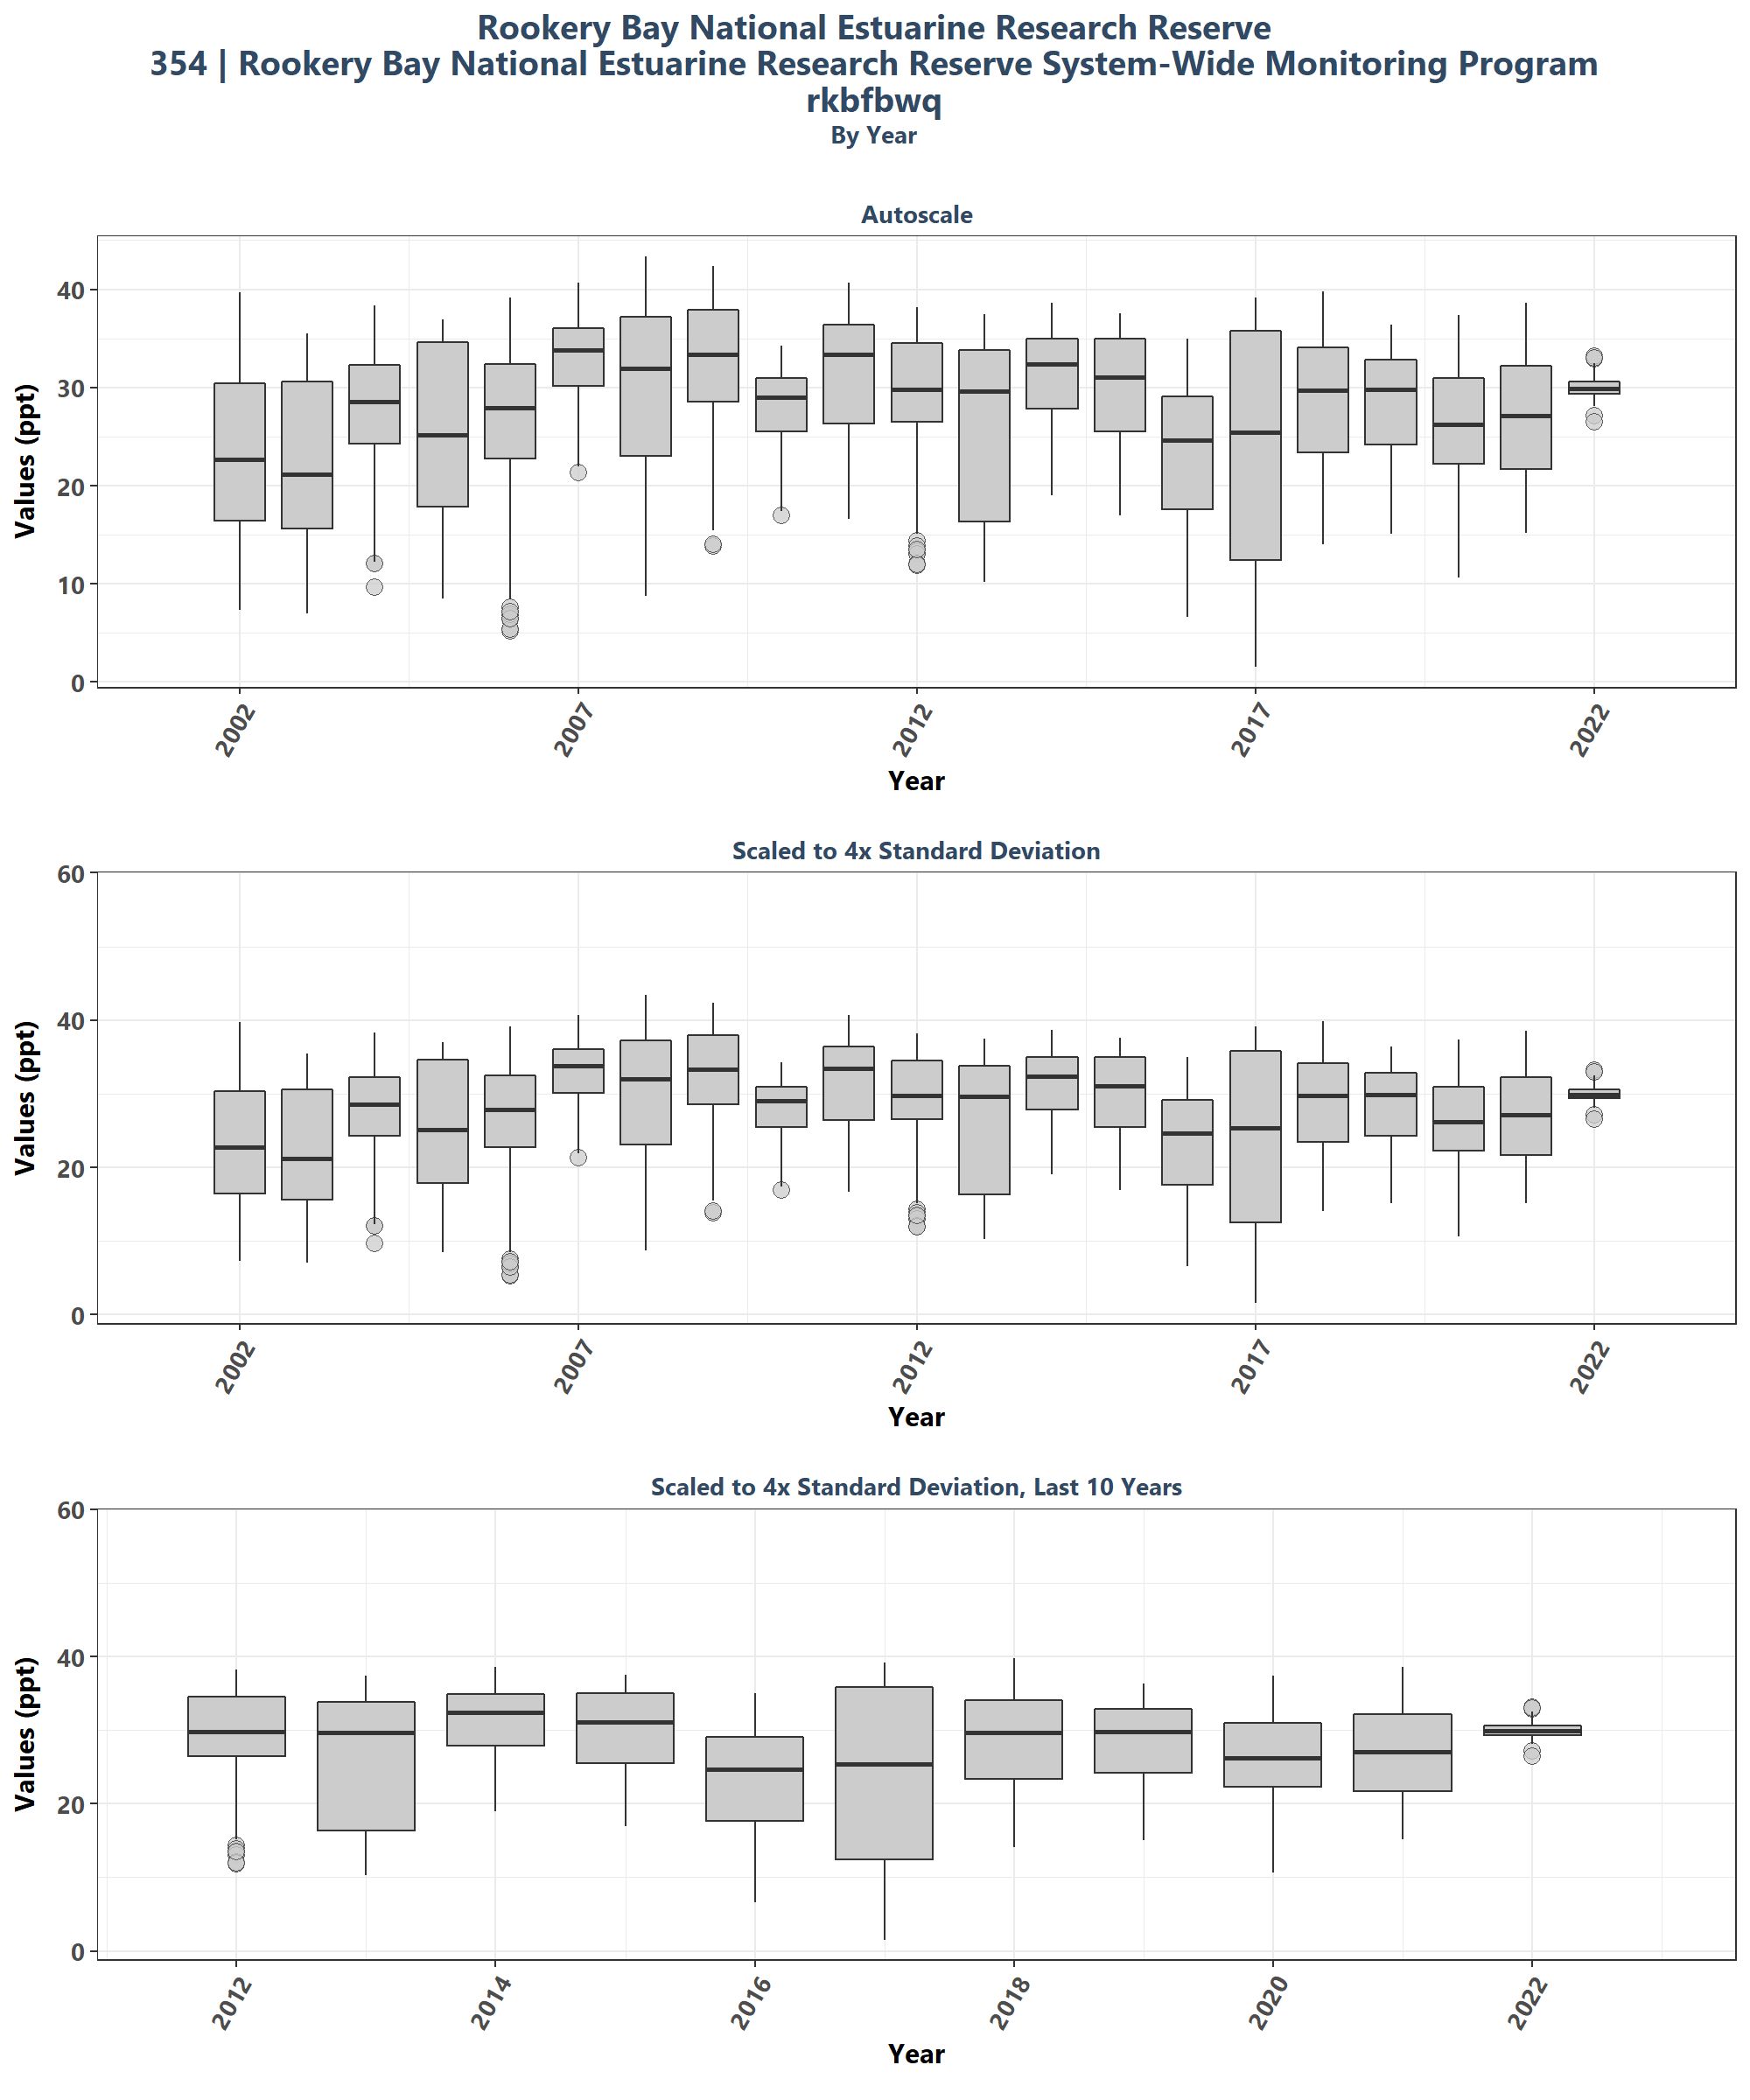 Rookery Bay National Estuarine Research Reserve
354 | Rookery Bay National Estuarine Research Reserve System-Wide Monitoring Program
rkbfbwq
By Year
Autoscale
Values (ppt)
40
30
20
10
0
2002
2007
2012
2017
2022
Year
Scaled to 4x Standard Deviation
Values (ppt)
60
40
20
0
2002
2007
2012
2017
2022
Year
Scaled to 4x Standard Deviation, Last 10 Years
Values (ppt)
60
40
20
0
2012
2014
2016
2018
2020
2022
Year